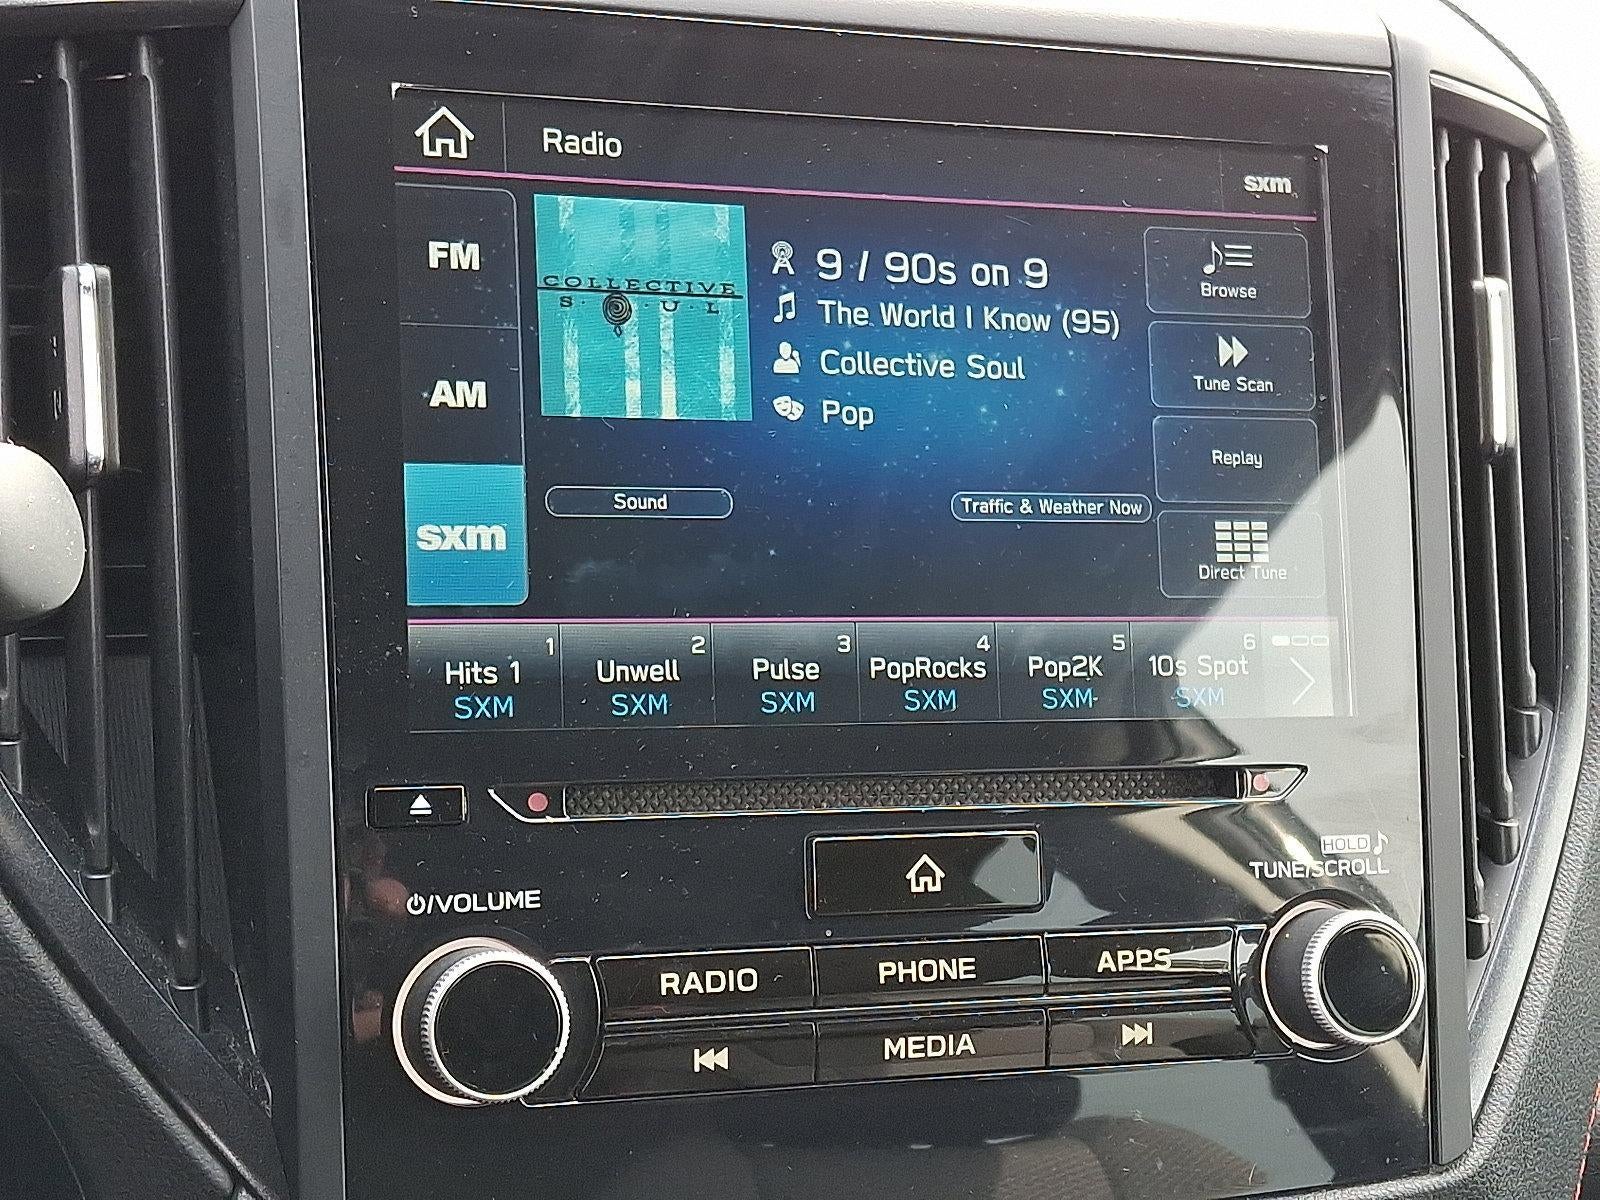 Radio
sxm
FM
AM
sxm
COLLECTIVE
S·O·U·L
9 / 90s on 9
The World I Know (95)
Collective Soul
Pop
Browse
Tune Scan
Replay
Direct Tune
Sound
Traffic & Weather Now
1
Hits 1
SXM
2
Unwell
SXM
3
Pulse
SXM
4
PopRocks
SXM
5
Pop2K
SXM
6
10s Spot
SXM
HOLD
TUNE/SCROLL
/VOLUME
RADIO
PHONE
APPS
MEDIA